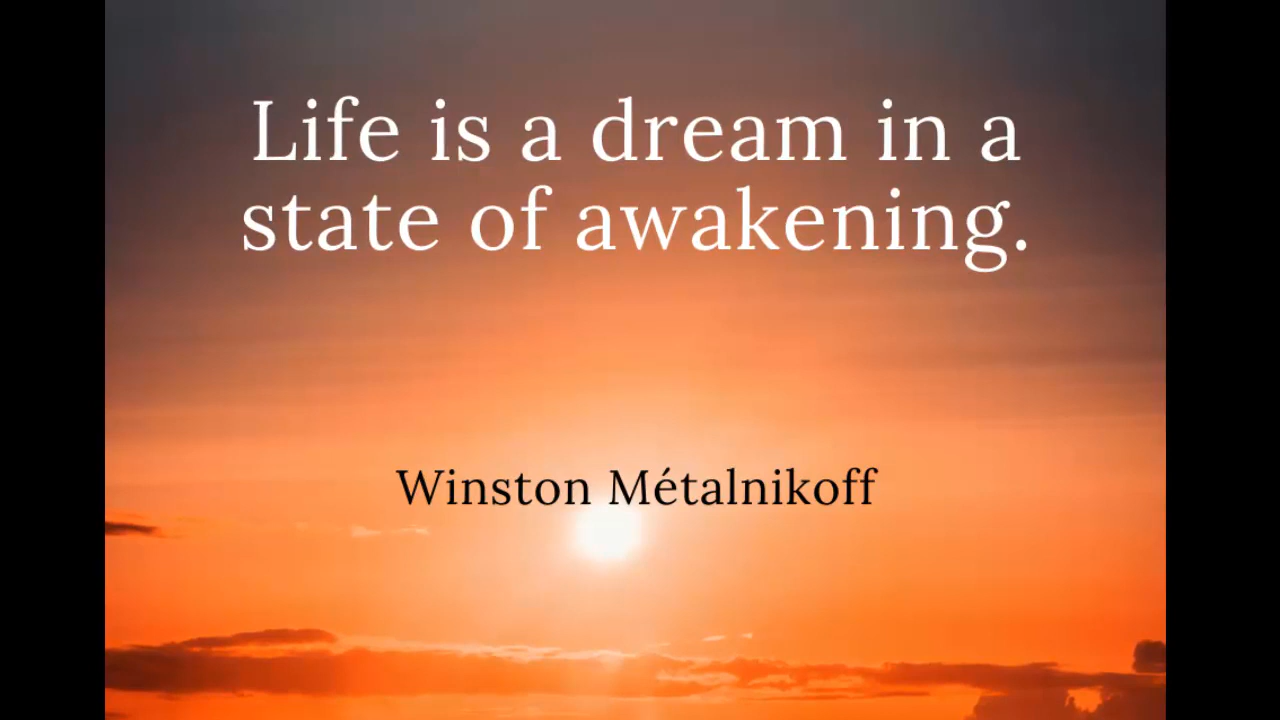 Life is a dream in a
state of awakening.
Winston Métalnikoff